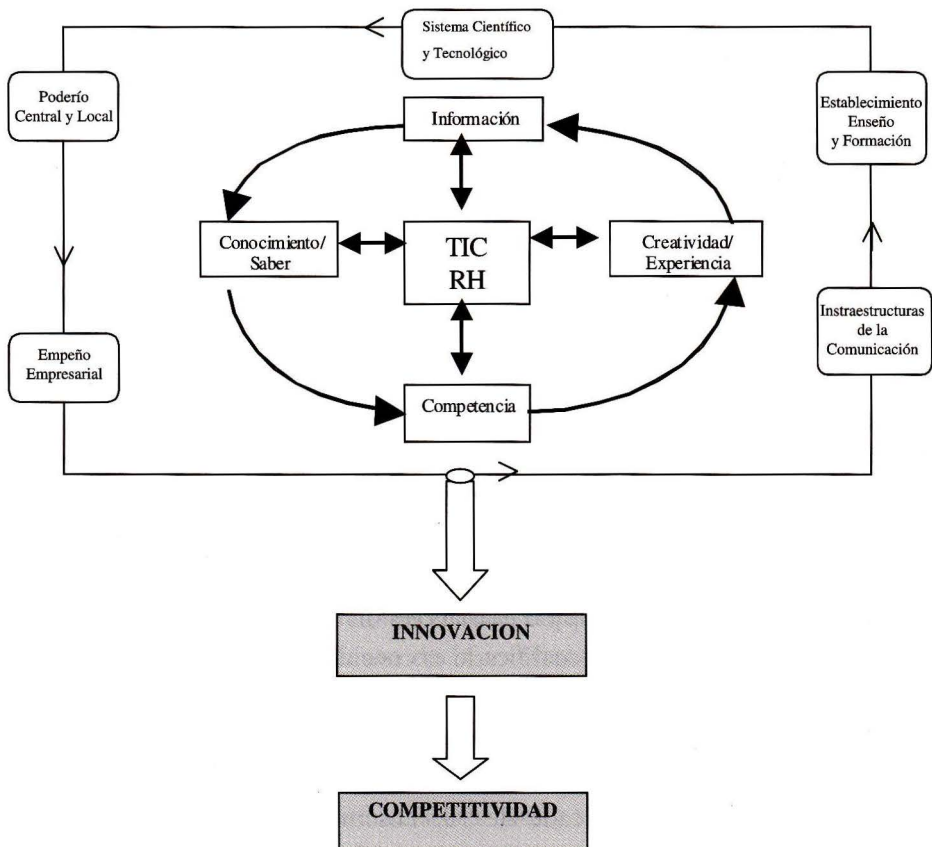 Sistema Científico
y Tecnológico
Poderío
Central y Local
Información
Establecimiento
Enseño
y Formación
Conocimiento/
Saber
TIC
RH
Creatividad/
Experiencia
Empeño
Empresarial
Instraestructuras
de la
Comunicación
Competencia
INNOVACION
COMPETITIVIDAD